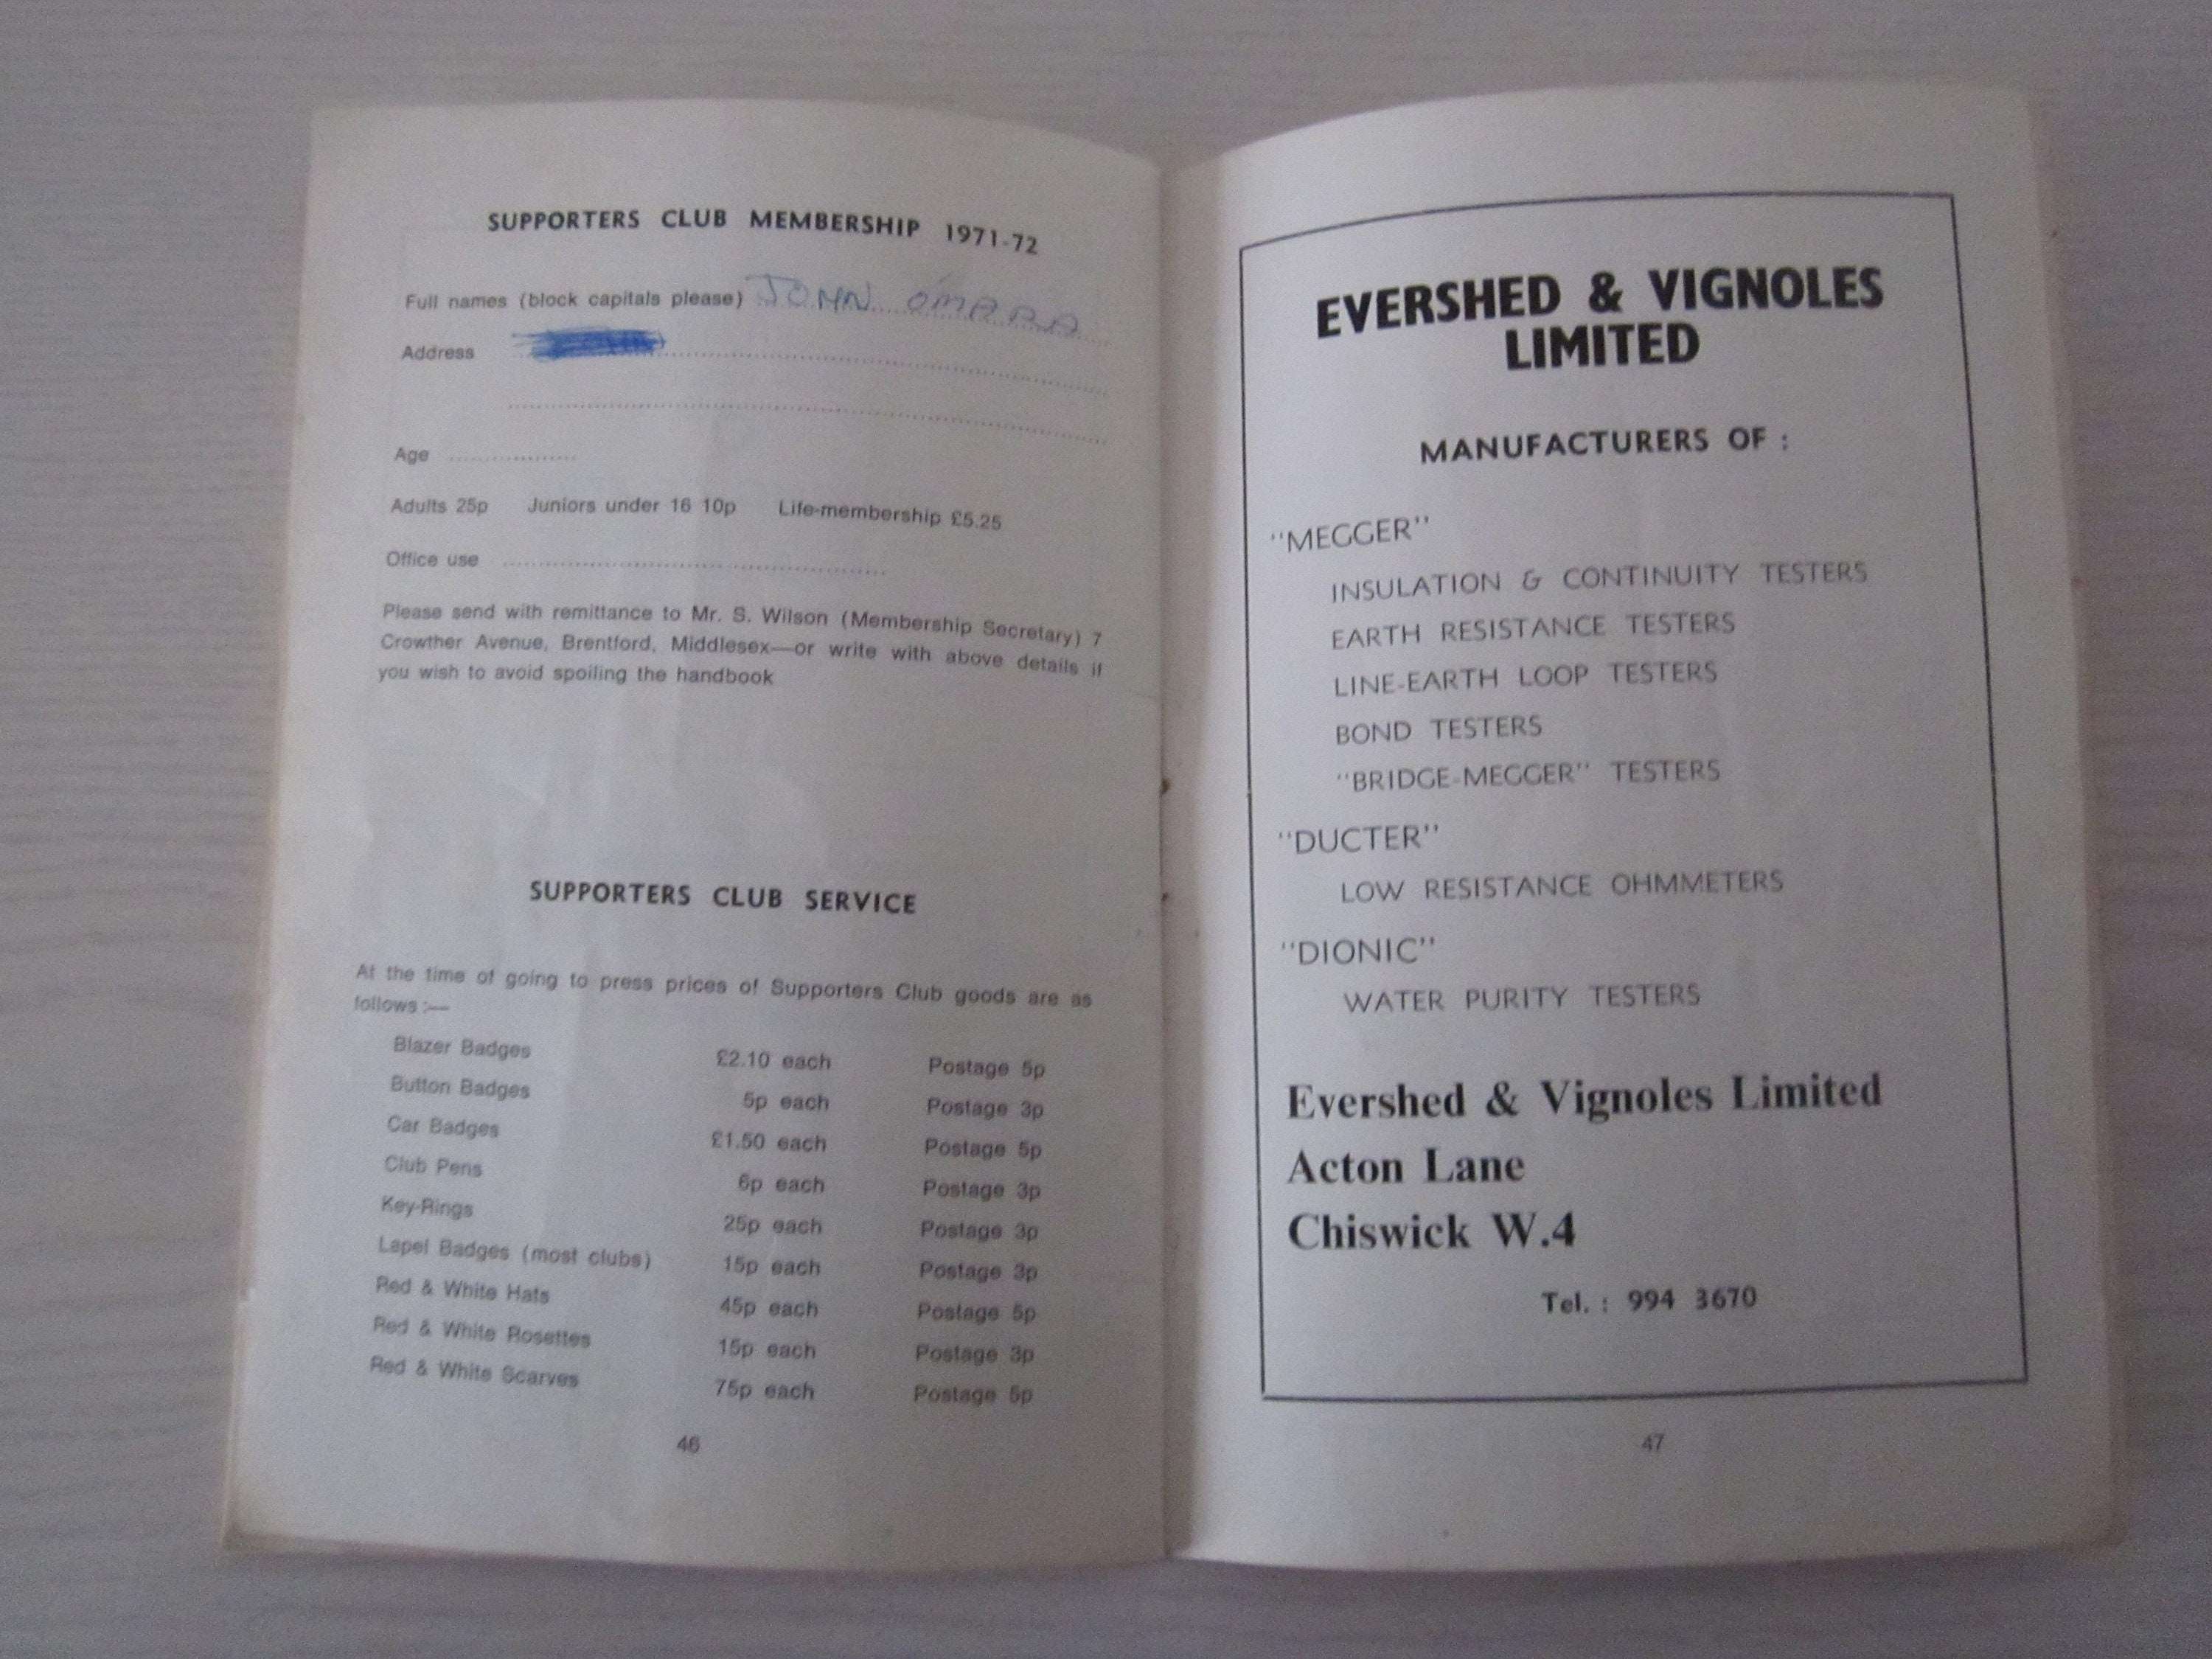 SUPPORTERS CLUB MEMBERSHIP 1971-72
Full names (block capitals please) JOHN O'MARA
Address
Age
Adults 25p Juniors under 16 10p Life-membership £5.25
Office use
Please send with remittance to Mr. S. Wilson (Membership Secretary) 7
Crowther Avenue, Brentford, Middlesex—or write with above details if
you wish to avoid spoiling the handbook
SUPPORTERS CLUB SERVICE
At the time of going to press prices of Supporters Club goods are as
follows :—
Blazer Badges £2.10 each Postage 5p
Button Badges 5p each Postage 3p
Car Badges £1.50 each Postage 5p
Club Pens 6p each Postage 3p
Key-Rings 25p each Postage 3p
Lapel Badges (most clubs) 15p each Postage 3p
Red & White Hats 45p each Postage 5p
Red & White Rosettes 15p each Postage 3p
Red & White Scarves 75p each Postage 5p
46
EVERSHED & VIGNOLES
LIMITED
MANUFACTURERS OF :
"MEGGER"
INSULATION & CONTINUITY TESTERS
EARTH RESISTANCE TESTERS
LINE-EARTH LOOP TESTERS
BOND TESTERS
"BRIDGE-MEGGER" TESTERS
"DUCTER"
LOW RESISTANCE OHMMETERS
"DIONIC"
WATER PURITY TESTERS
Evershed & Vignoles Limited
Acton Lane
Chiswick W.4
Tel. : 994 3670
47